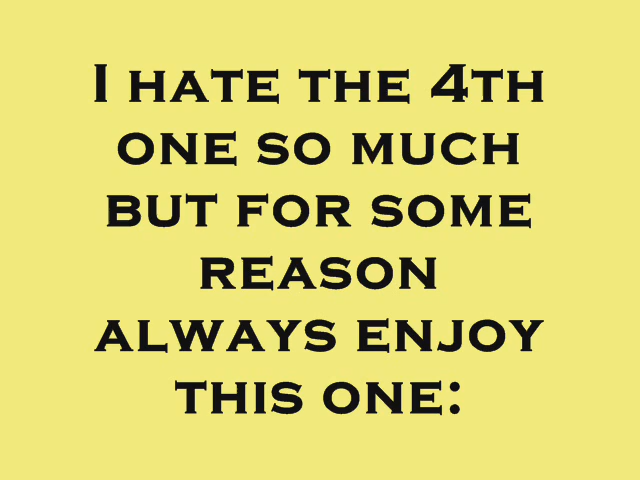 I HATE THE 4TH
ONE SO MUCH
BUT FOR SOME
REASON
ALWAYS ENJOY
THIS ONE: